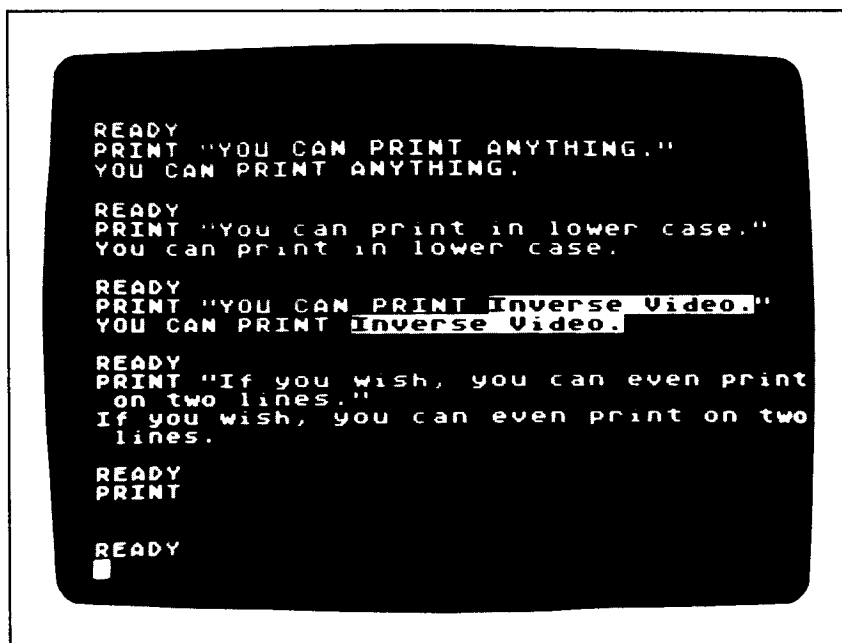 READY
PRINT "YOU CAN PRINT ANYTHING."
YOU CAN PRINT ANYTHING.
READY
PRINT "You can print in lower case."
You can print in lower case.
READY
PRINT "YOU CAN PRINT Inverse Video."
YOU CAN PRINT Inverse Video.
READY
PRINT "If you wish, you can even print
on two lines."
If you wish, you can even print on two
lines.
READY
PRINT
READY